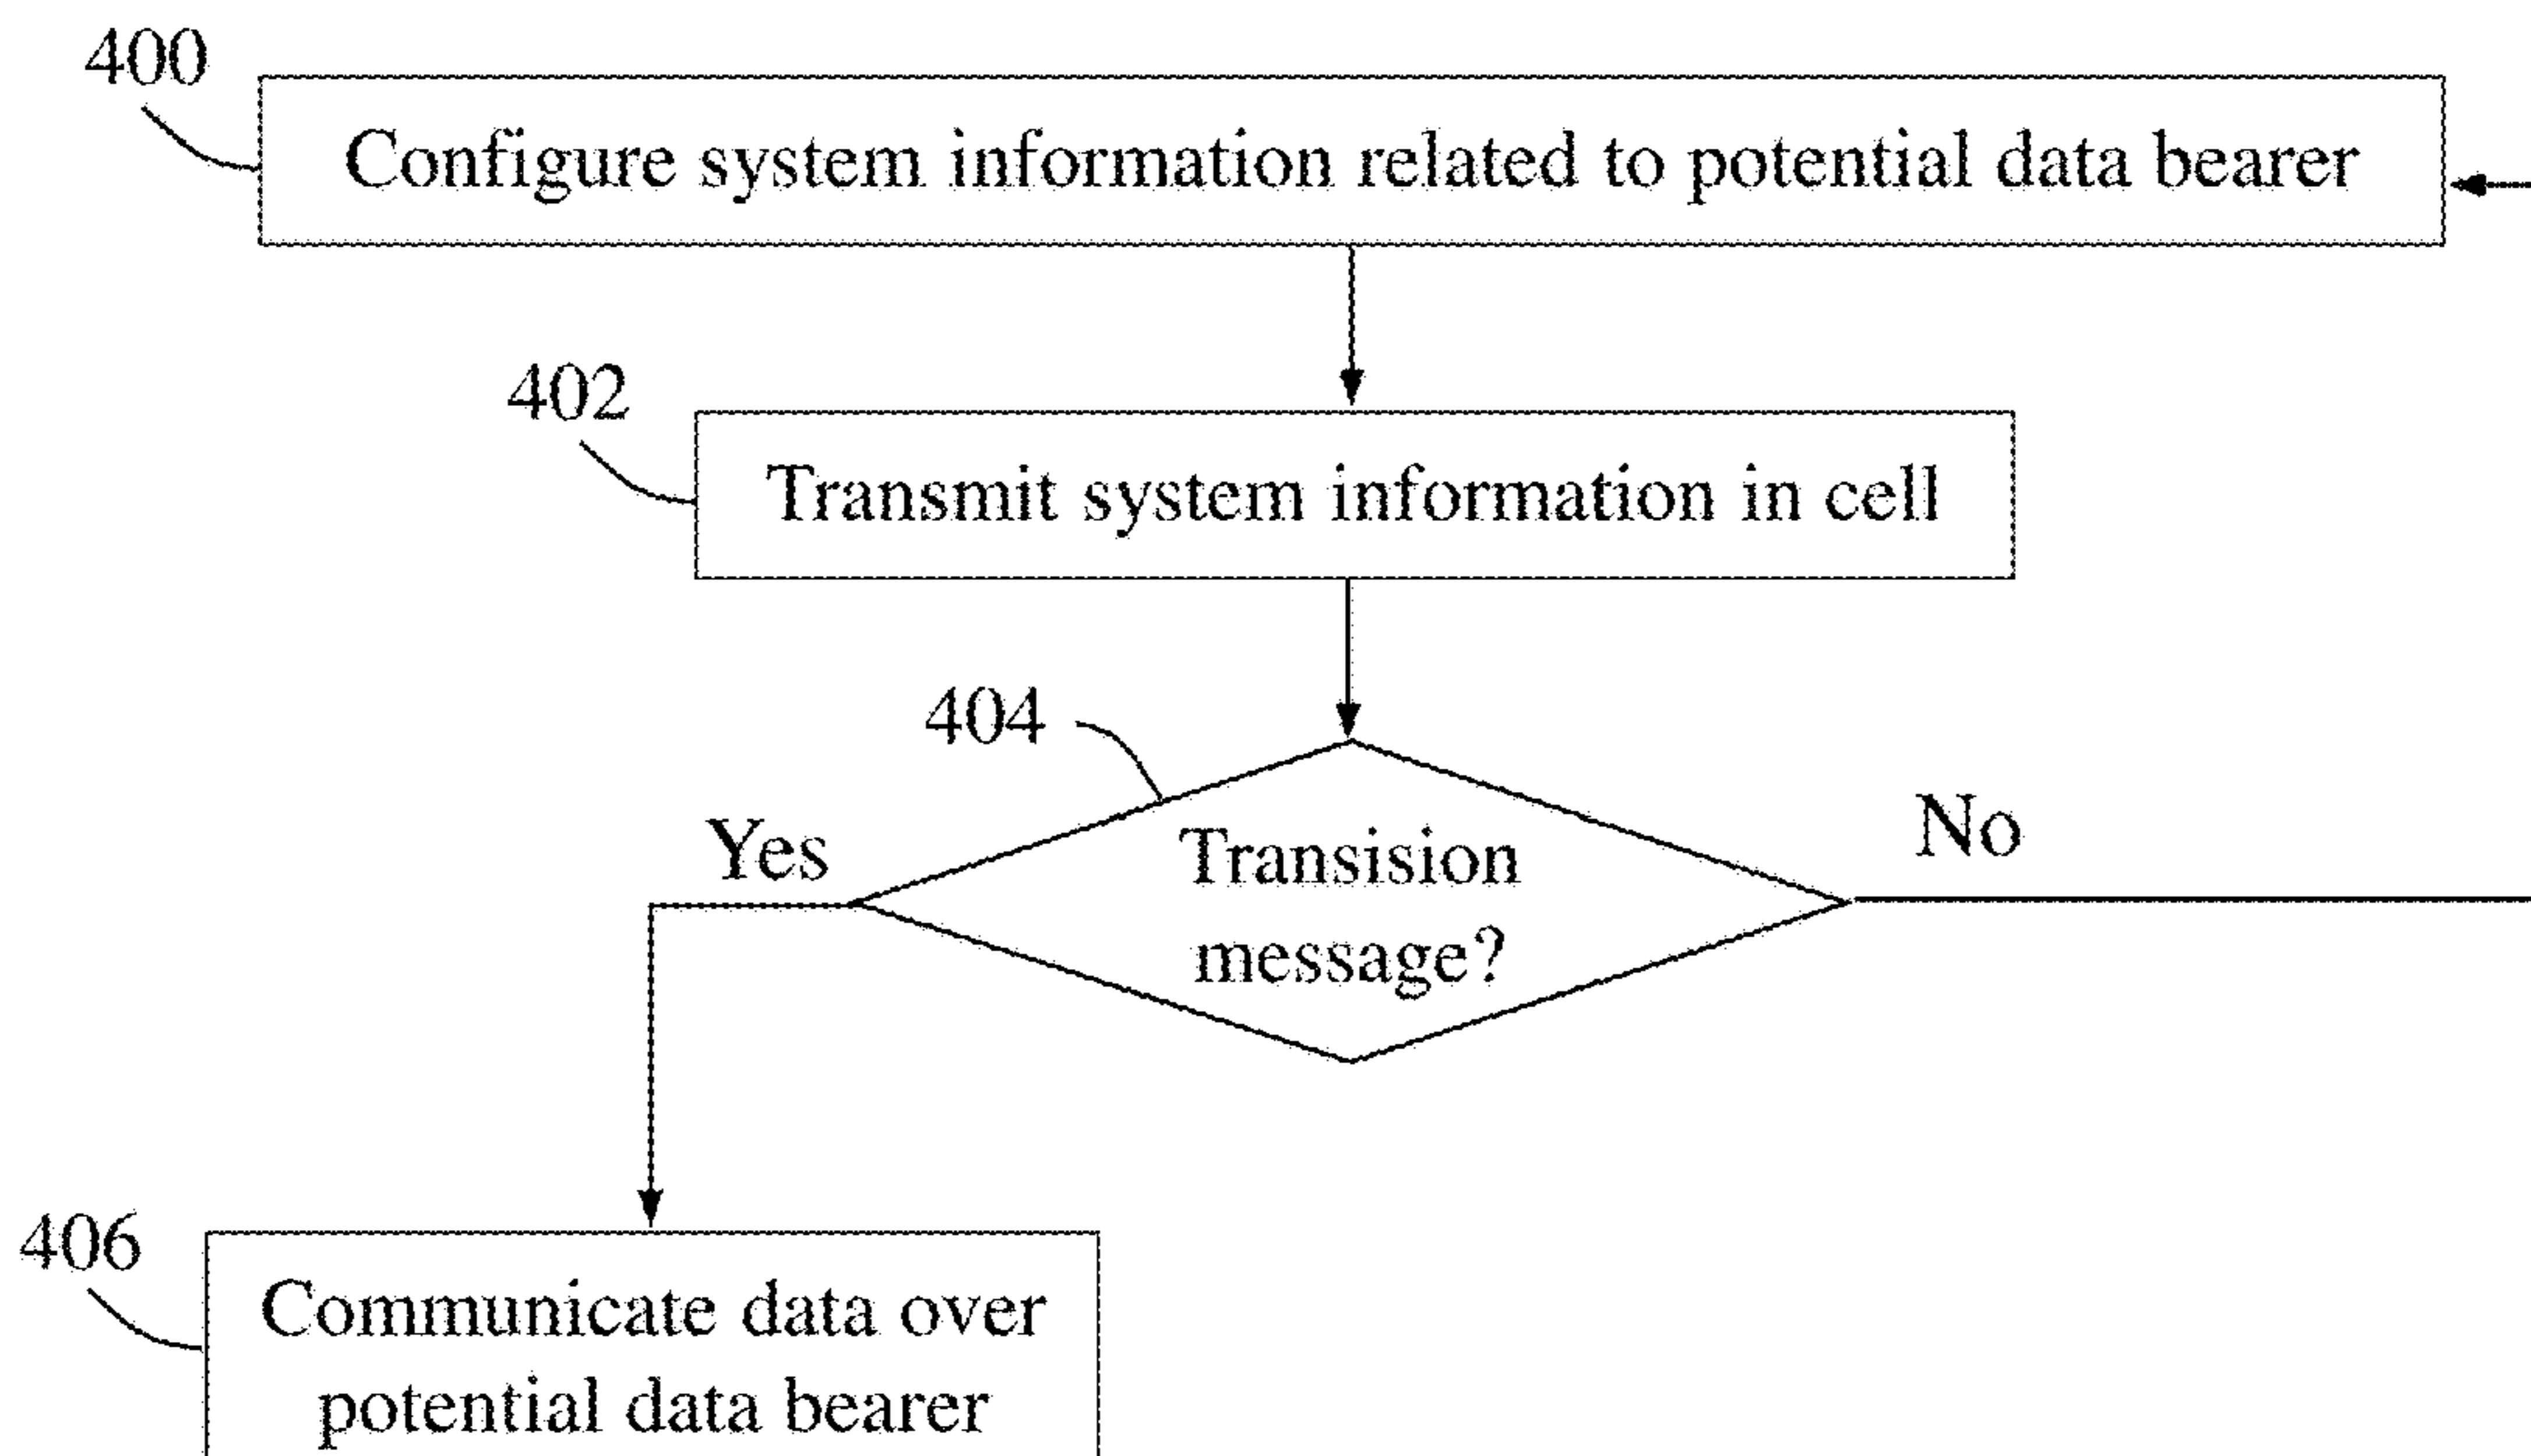 400
Configure system information related to potential data bearer
402
Transmit system information in cell
404
Yes
No
Transision
message?
406
Communicate data over
potential data bearer